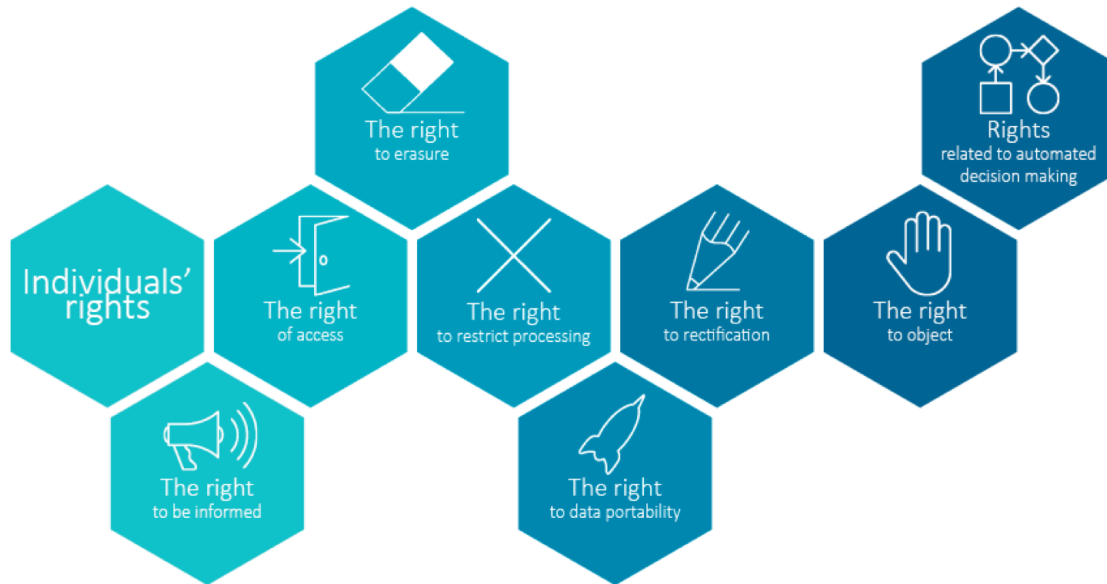 The right
to erasure
Rights
related to automated
decision making
Individuals’
rights
The right
of access
The right
to restrict processing
The right
to rectification
The right
to object
The right
to be informed
The right
to data portability